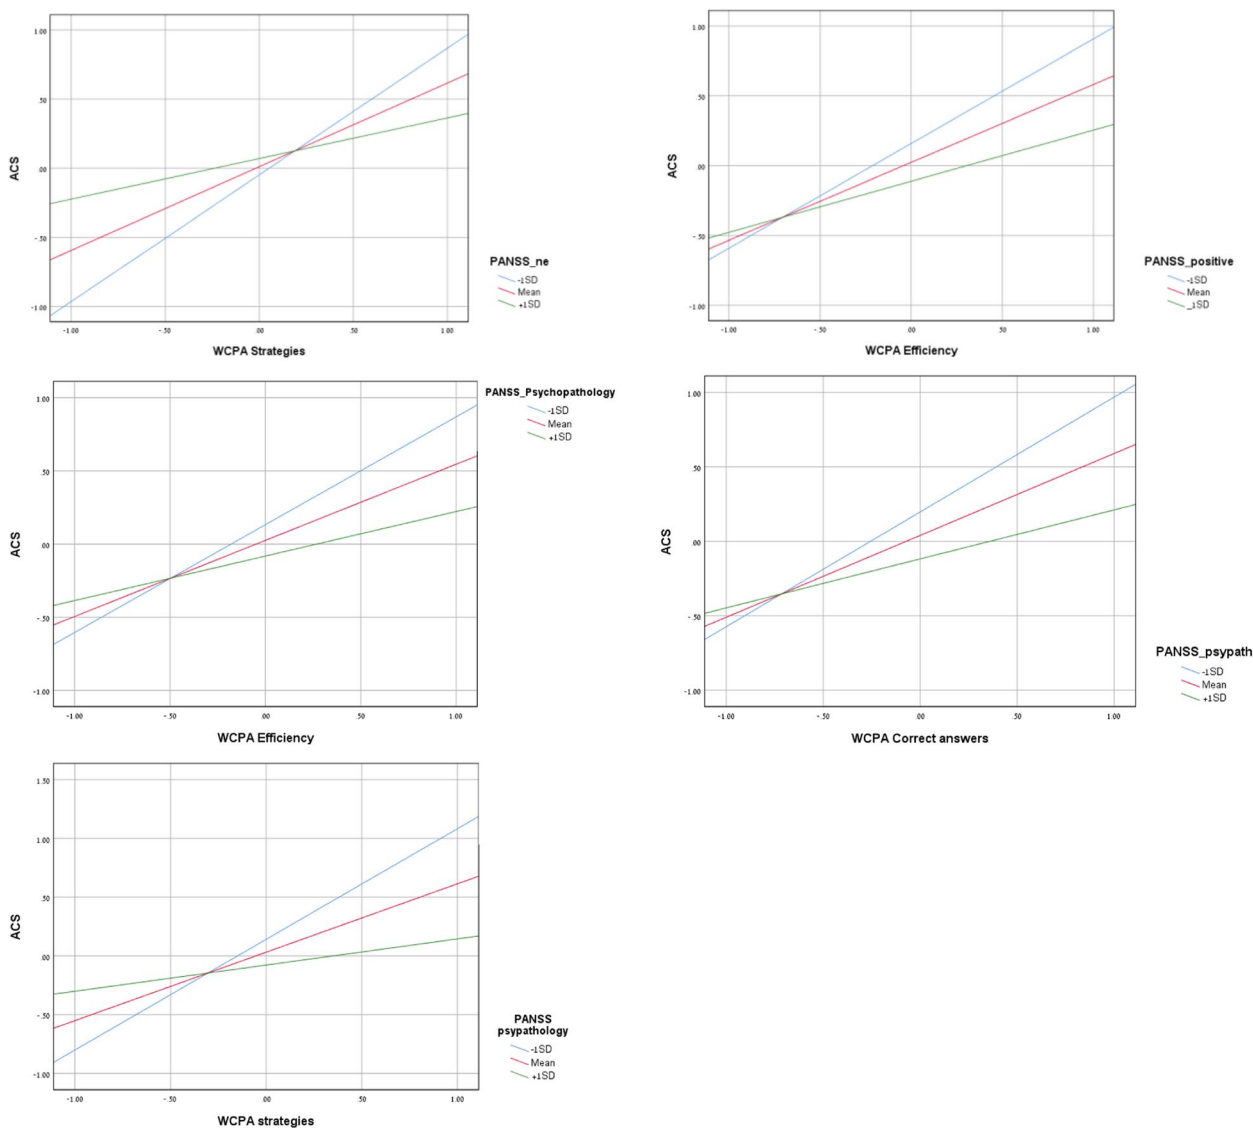 1.00
.50
.00
-.50
-1.00
ACS
-1.00
-.50
.00
.50
1.00
WCPA Strategies
PANSS_ne
-1SD
Mean
+1SD
1.00
.50
.00
-.50
-1.00
ACS
-1.00
-.50
.00
.50
1.00
WCPA Efficiency
PANSS_positive
-1SD
Mean
_1SD
1.00
.50
.00
-.50
-1.00
ACS
-1.00
-.50
.00
.50
1.00
WCPA Efficiency
PANSS_Psychopathology
-1SD
Mean
+1SD
1.00
.50
.00
-.50
-1.00
ACS
-1.00
-.50
.00
.50
1.00
WCPA Correct answers
PANSS_psypath
-1SD
Mean
+1SD
1.50
1.00
.50
.00
-.50
-1.00
ACS
-1.00
-.50
.00
.50
1.00
WCPA strategies
PANSS
psypathology
-1SD
Mean
+1SD